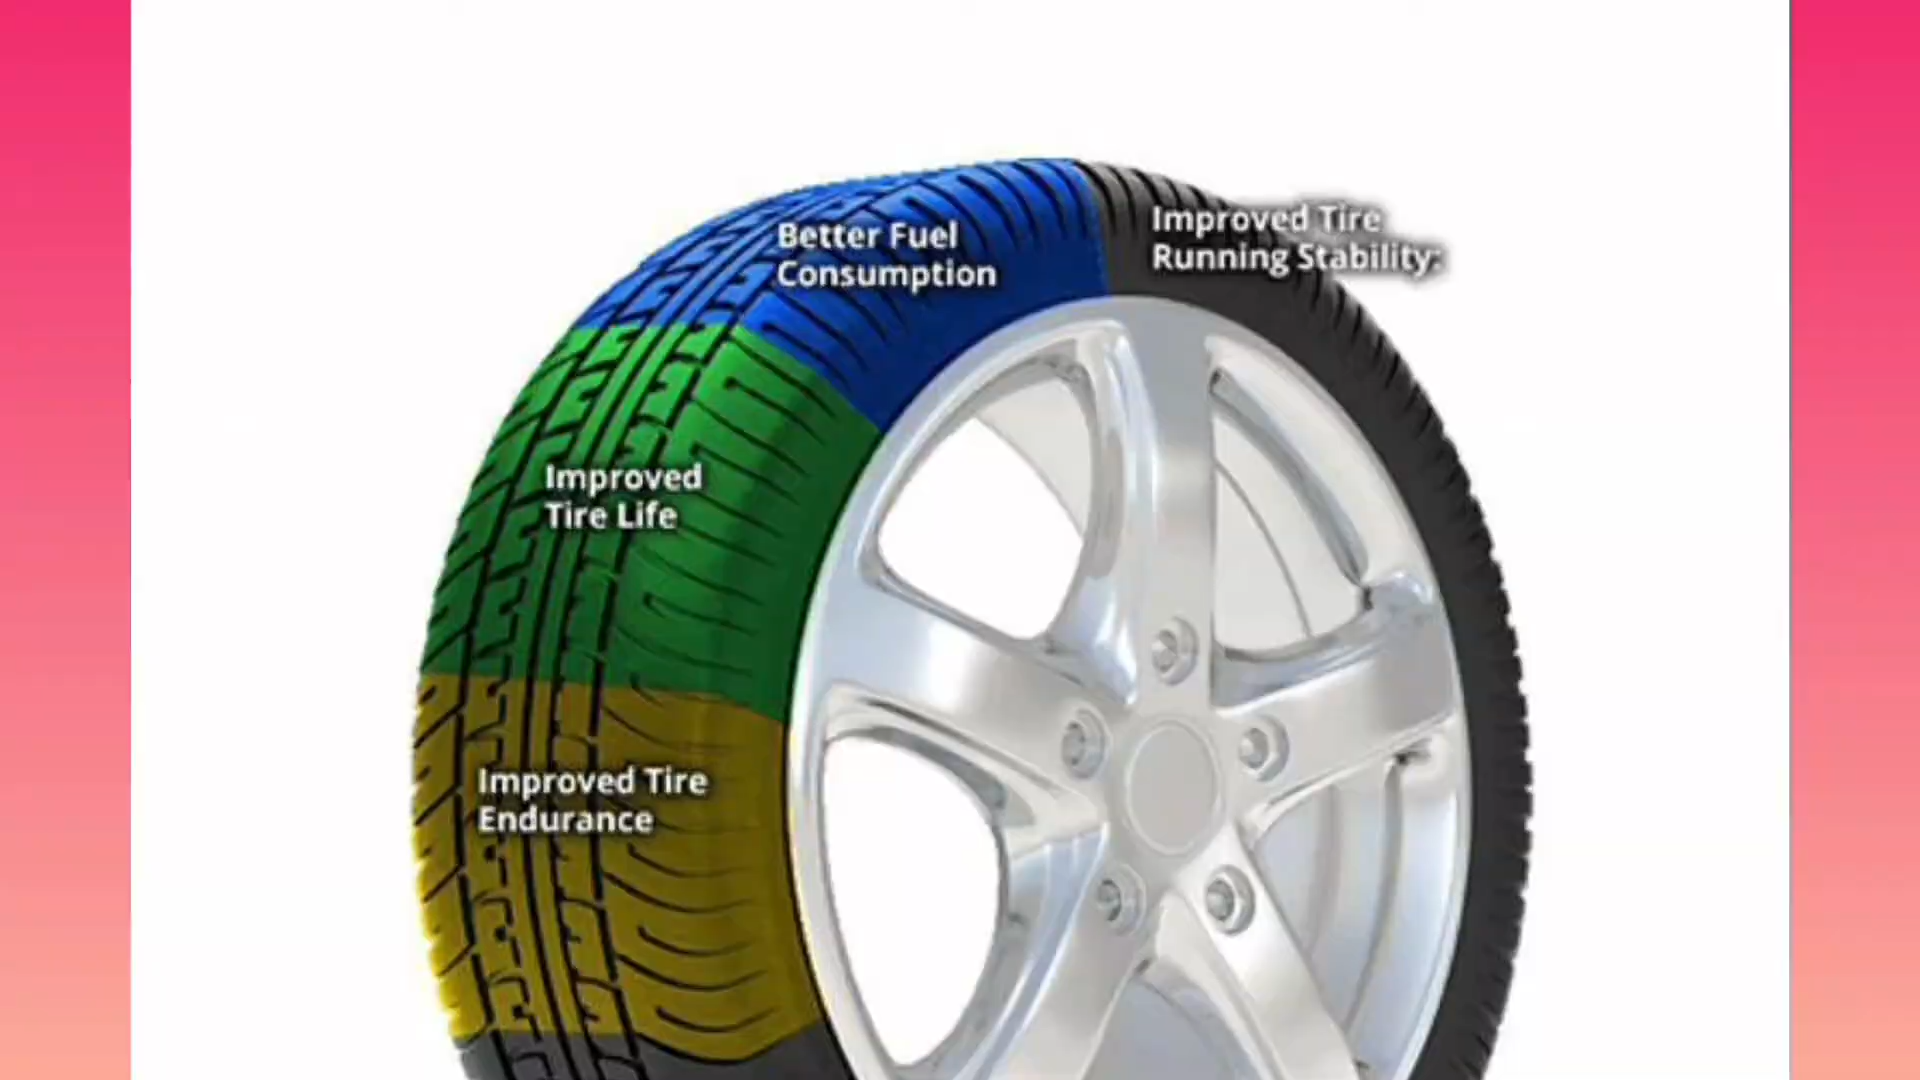 Better Fuel
Consumption
Improved Tire
Running Stability:
Improved
Tire Life
Improved Tire
Endurance